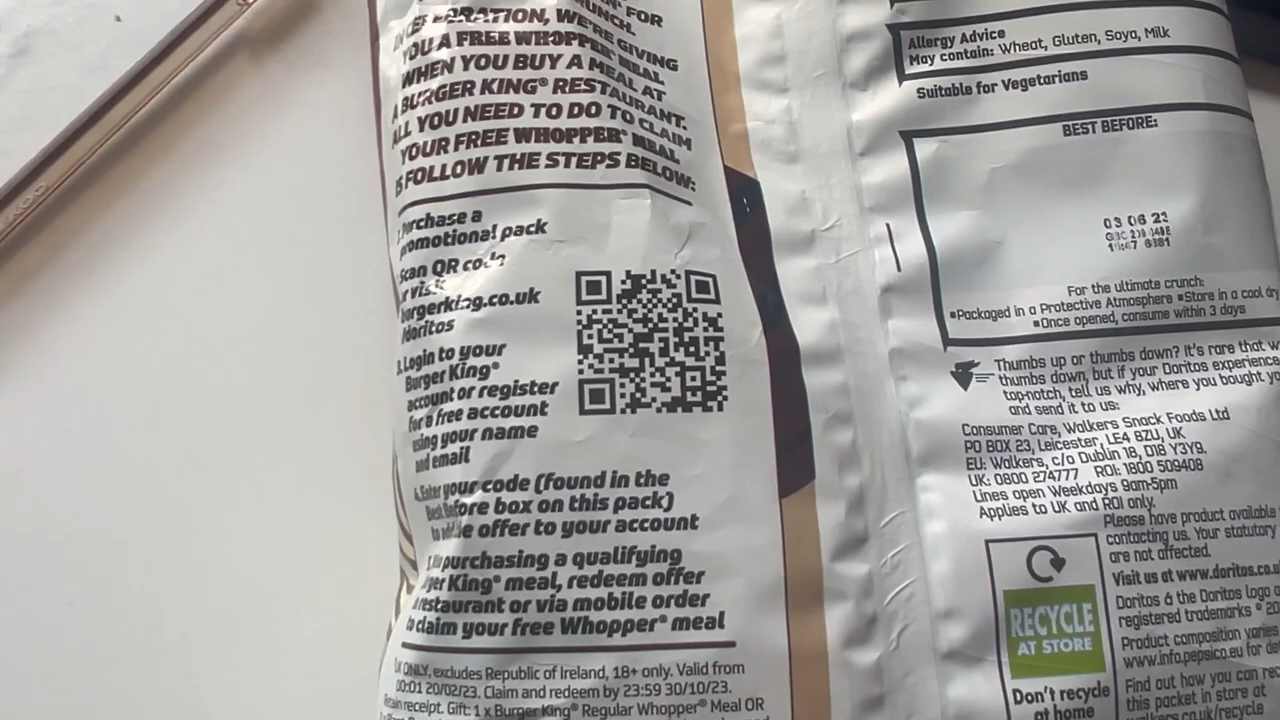 FOR
RUNCH.
RATION, WE'RE GIVING
YOU A FREE WHOPPER® MEAL
WHEN YOU BUY A MEAL AT
A BURGER KING® RESTAURANT.
ALL YOU NEED TO DO TO CLAIM
YOUR FREE WHOPPER® MEAL
IS FOLLOW THE STEPS BELOW:
Purchase a
promotional pack
Scan QR code
or visit
burgerking.co.uk
/doritos
3. Login to your
Burger King®
account or register
for a free account
using your name
and email
4. Enter your code (found in the
Best Before box on this pack)
to add the offer to your account
purchasing a qualifying
ger King® meal, redeem offer
restaurant or via mobile order
to claim your free Whopper® meal
UK ONLY, excludes Republic of Ireland, 18+ only. Valid from
00:01 20/02/23. Claim and redeem by 23:59 30/10/23.
receipt. Gift: 1 x Burger King® Regular Whopper® Meal OR
Allergy Advice
May contain: Wheat, Gluten, Soya, Milk
Suitable for Vegetarians
BEST BEFORE:
03 06 23
For the ultimate crunch:
▪Packaged in a Protective Atmosphere ▪Store in a cool dry
▪Once opened, consume within 3 days
Thumbs up or thumbs down? It's rare that w
thumbs down, but if your Doritos experience
top-notch, tell us why, where you bought yo
and send it to us:
Consumer Care, Walkers Snack Foods Ltd
PO BOX 23, Leicester, LE4 8ZU, UK
EU: Walkers, c/o Dublin 18, D18 Y3Y9.
UK: 0800 274777 ROI: 1800 509408
Lines open Weekdays 9am-5pm
Applies to UK and ROI only.
Please have product available
contacting us. Your statutory
are not affected.
Visit us at www.doritos.co.u
Doritos & the Doritos logo a
registered trademarks ® 20
Product composition varies
www.info.pepsico.eu for de
Find out how you can rec
this packet in store at
walkers.co.uk/recycle
RECYCLE
AT STORE
Don't recycle
at home